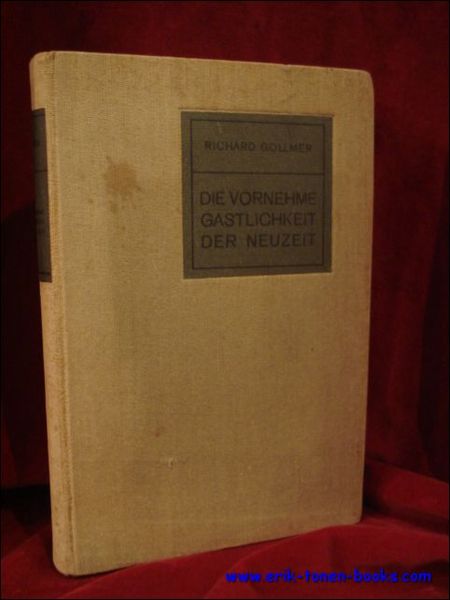 RICHARD GOLLMER
DIE VORNEHME
GASTLICHKEIT
DER NEUZEIT
www.erik-tonen-books.com